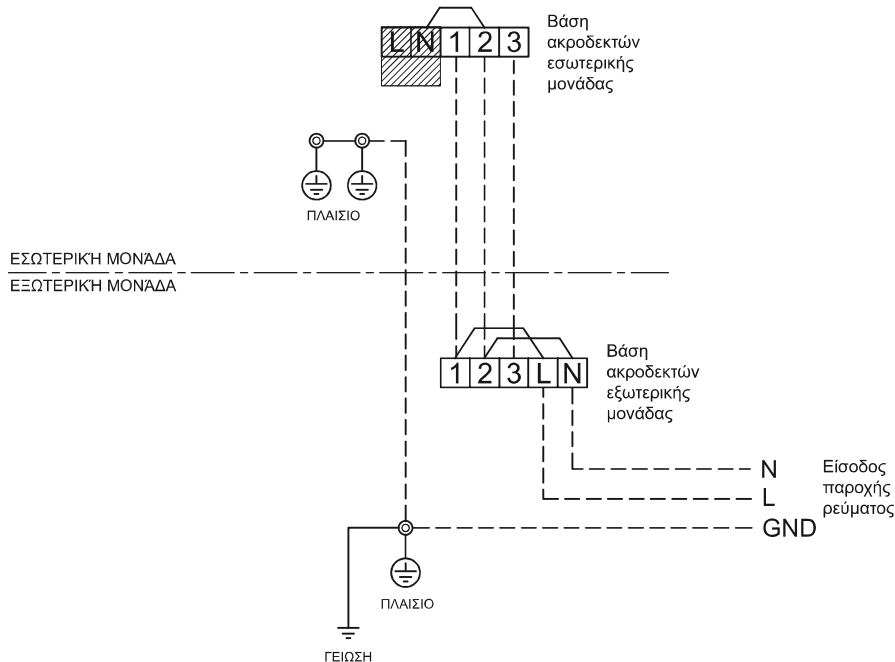 L N 1 2 3
Βάση
ακροδεκτών
εσωτερικής
μονάδας
ΠΛΑΙΣΙΟ
ΕΣΩΤΕΡΙΚΉ ΜΟΝΆΔΑ
ΕΞΩΤΕΡΙΚΉ ΜΟΝΆΔΑ
1 2 3 L N
Βάση
ακροδεκτών
εξωτερικής
μονάδας
N
L
GND
Είσοδος
παροχής
ρεύματος
ΠΛΑΙΣΙΟ
ΓΕΙΩΣΗ